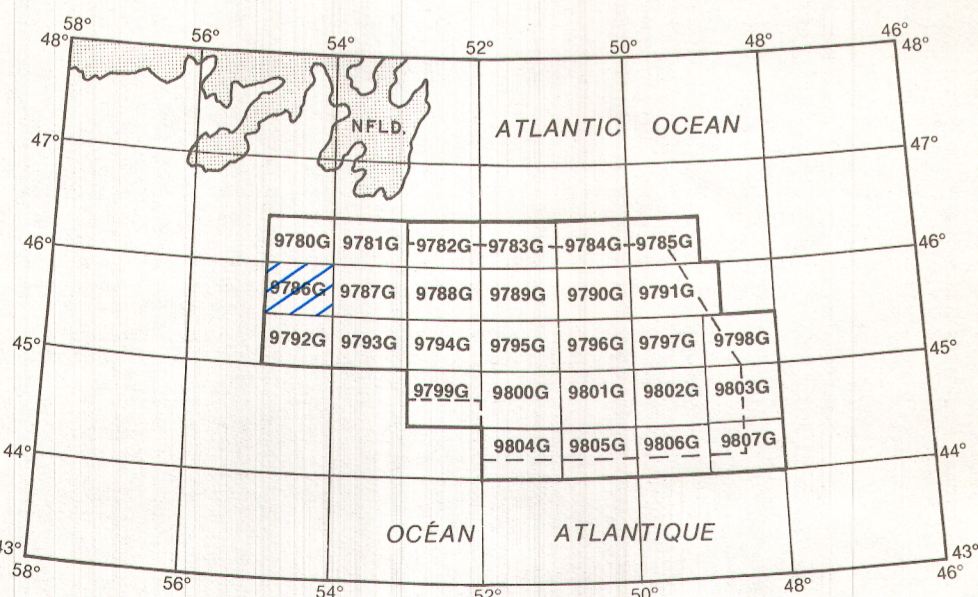 58° 56° 54° 52° 50° 48° 46°
48° 48°
NFLD. ATLANTIC OCEAN
47° 47°
46° 9780G 9781G 9782G 9783G 9784G 9785G 46°
9786G 9787G 9788G 9789G 9790G 9791G
45° 9792G 9793G 9794G 9795G 9796G 9797G 9798G 45°
9799G 9800G 9801G 9802G 9803G
44° 9804G 9805G 9806G 9807G 44°
OCÉAN ATLANTIQUE
43° 43°
58° 56° 54° 52° 50° 48° 46°